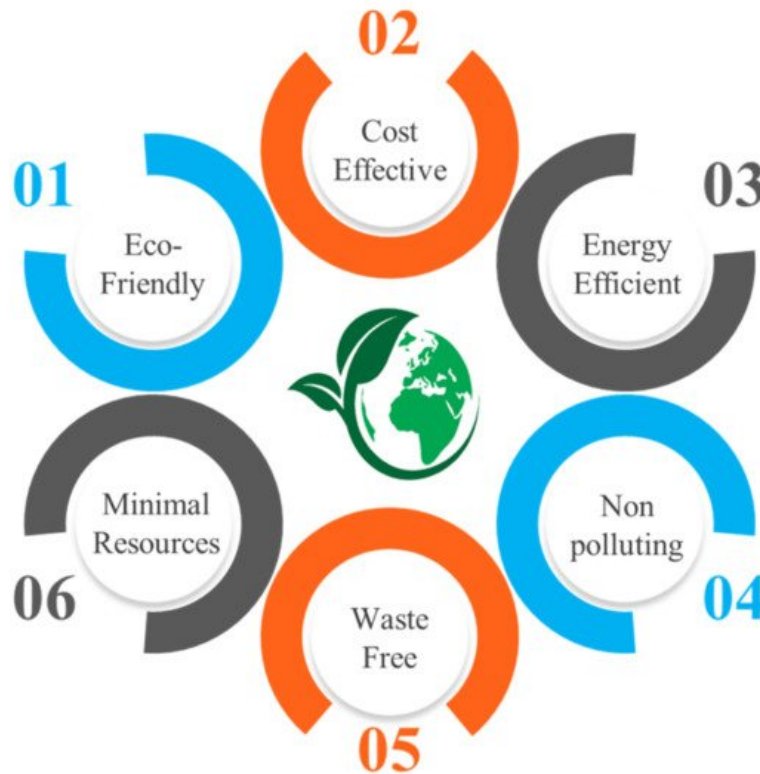 01
Eco-
Friendly
02
Cost
Effective
03
Energy
Efficient
04
Non
polluting
05
Waste
Free
06
Minimal
Resources